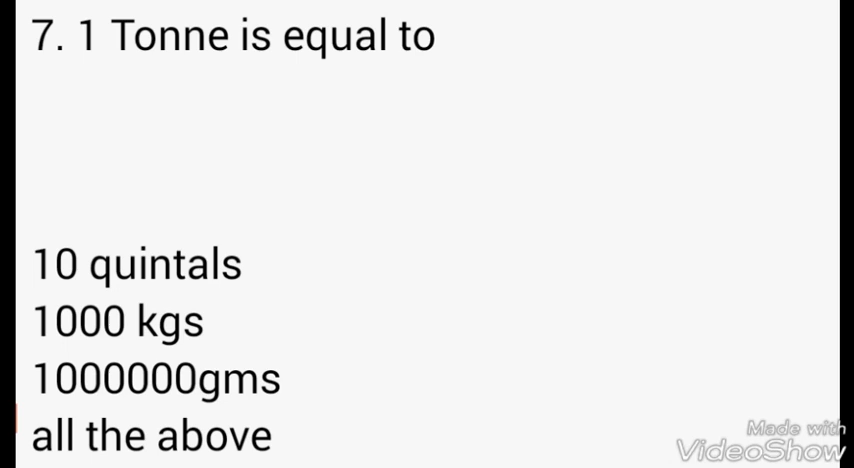 7. 1 Tonne is equal to
10 quintals
1000 kgs
1000000gms
all the above
Made with
VideoShow